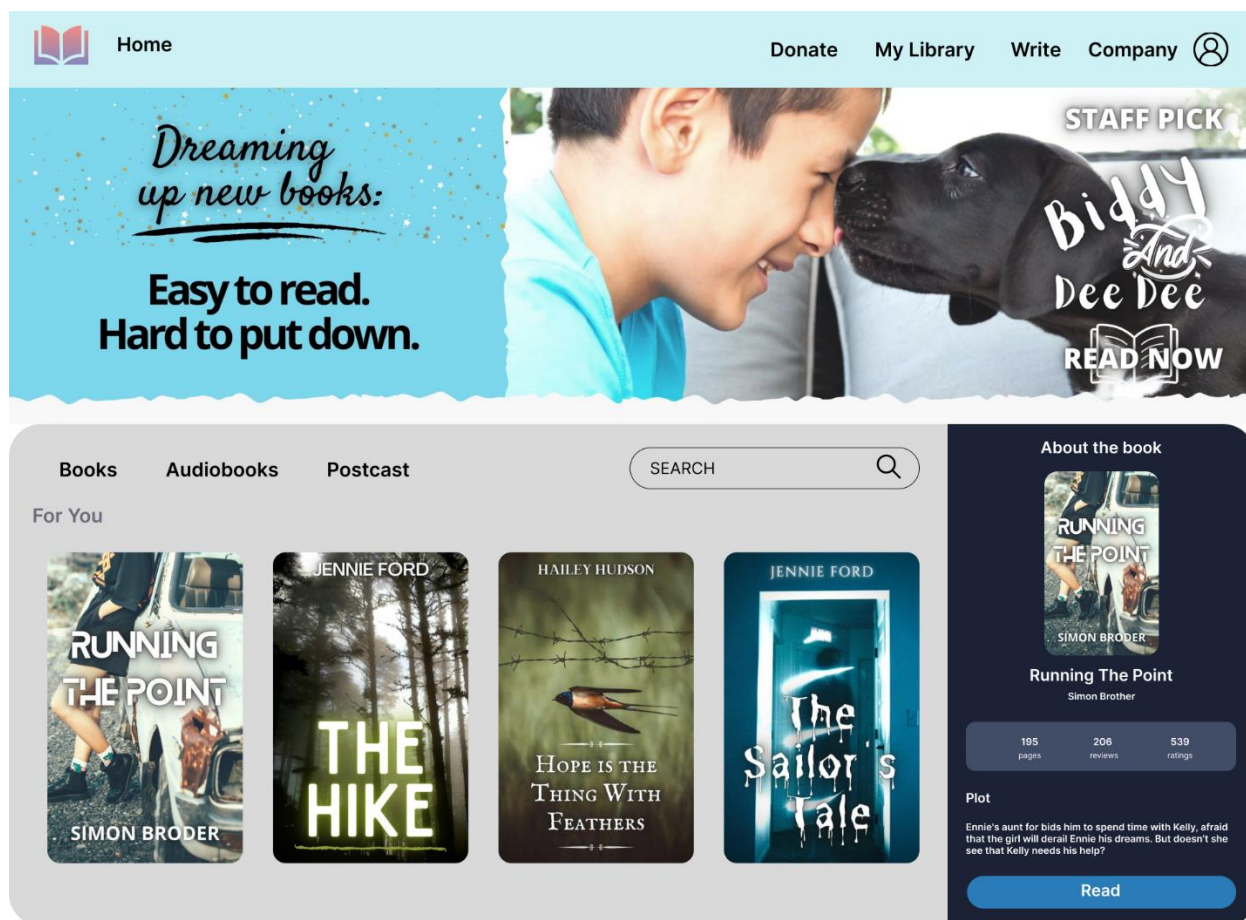 Home
Donate
My Library
Write
Company
Dreaming
up new books:
Easy to read.
Hard to put down.
STAFF PICK
Biddy
And
Dee Dee
READ NOW
Books
Audiobooks
Postcast
SEARCH
For You
RUNNING
THE POINT
SIMON BRODER
JENNIE FORD
THE
HIKE
HAILEY HUDSON
HOPE IS THE
THING WITH
FEATHERS
JENNIE FORD
The
Sailor's
Tale
About the book
RUNNING
THE POINT
SIMON BRODER
Running The Point
Simon Brother
195
pages
206
reviews
539
ratings
Plot
Ennie's aunt for bids him to spend time with Kelly, afraid
that the girl will derail Ennie his dreams. But doesn't she
see that Kelly needs his help?
Read